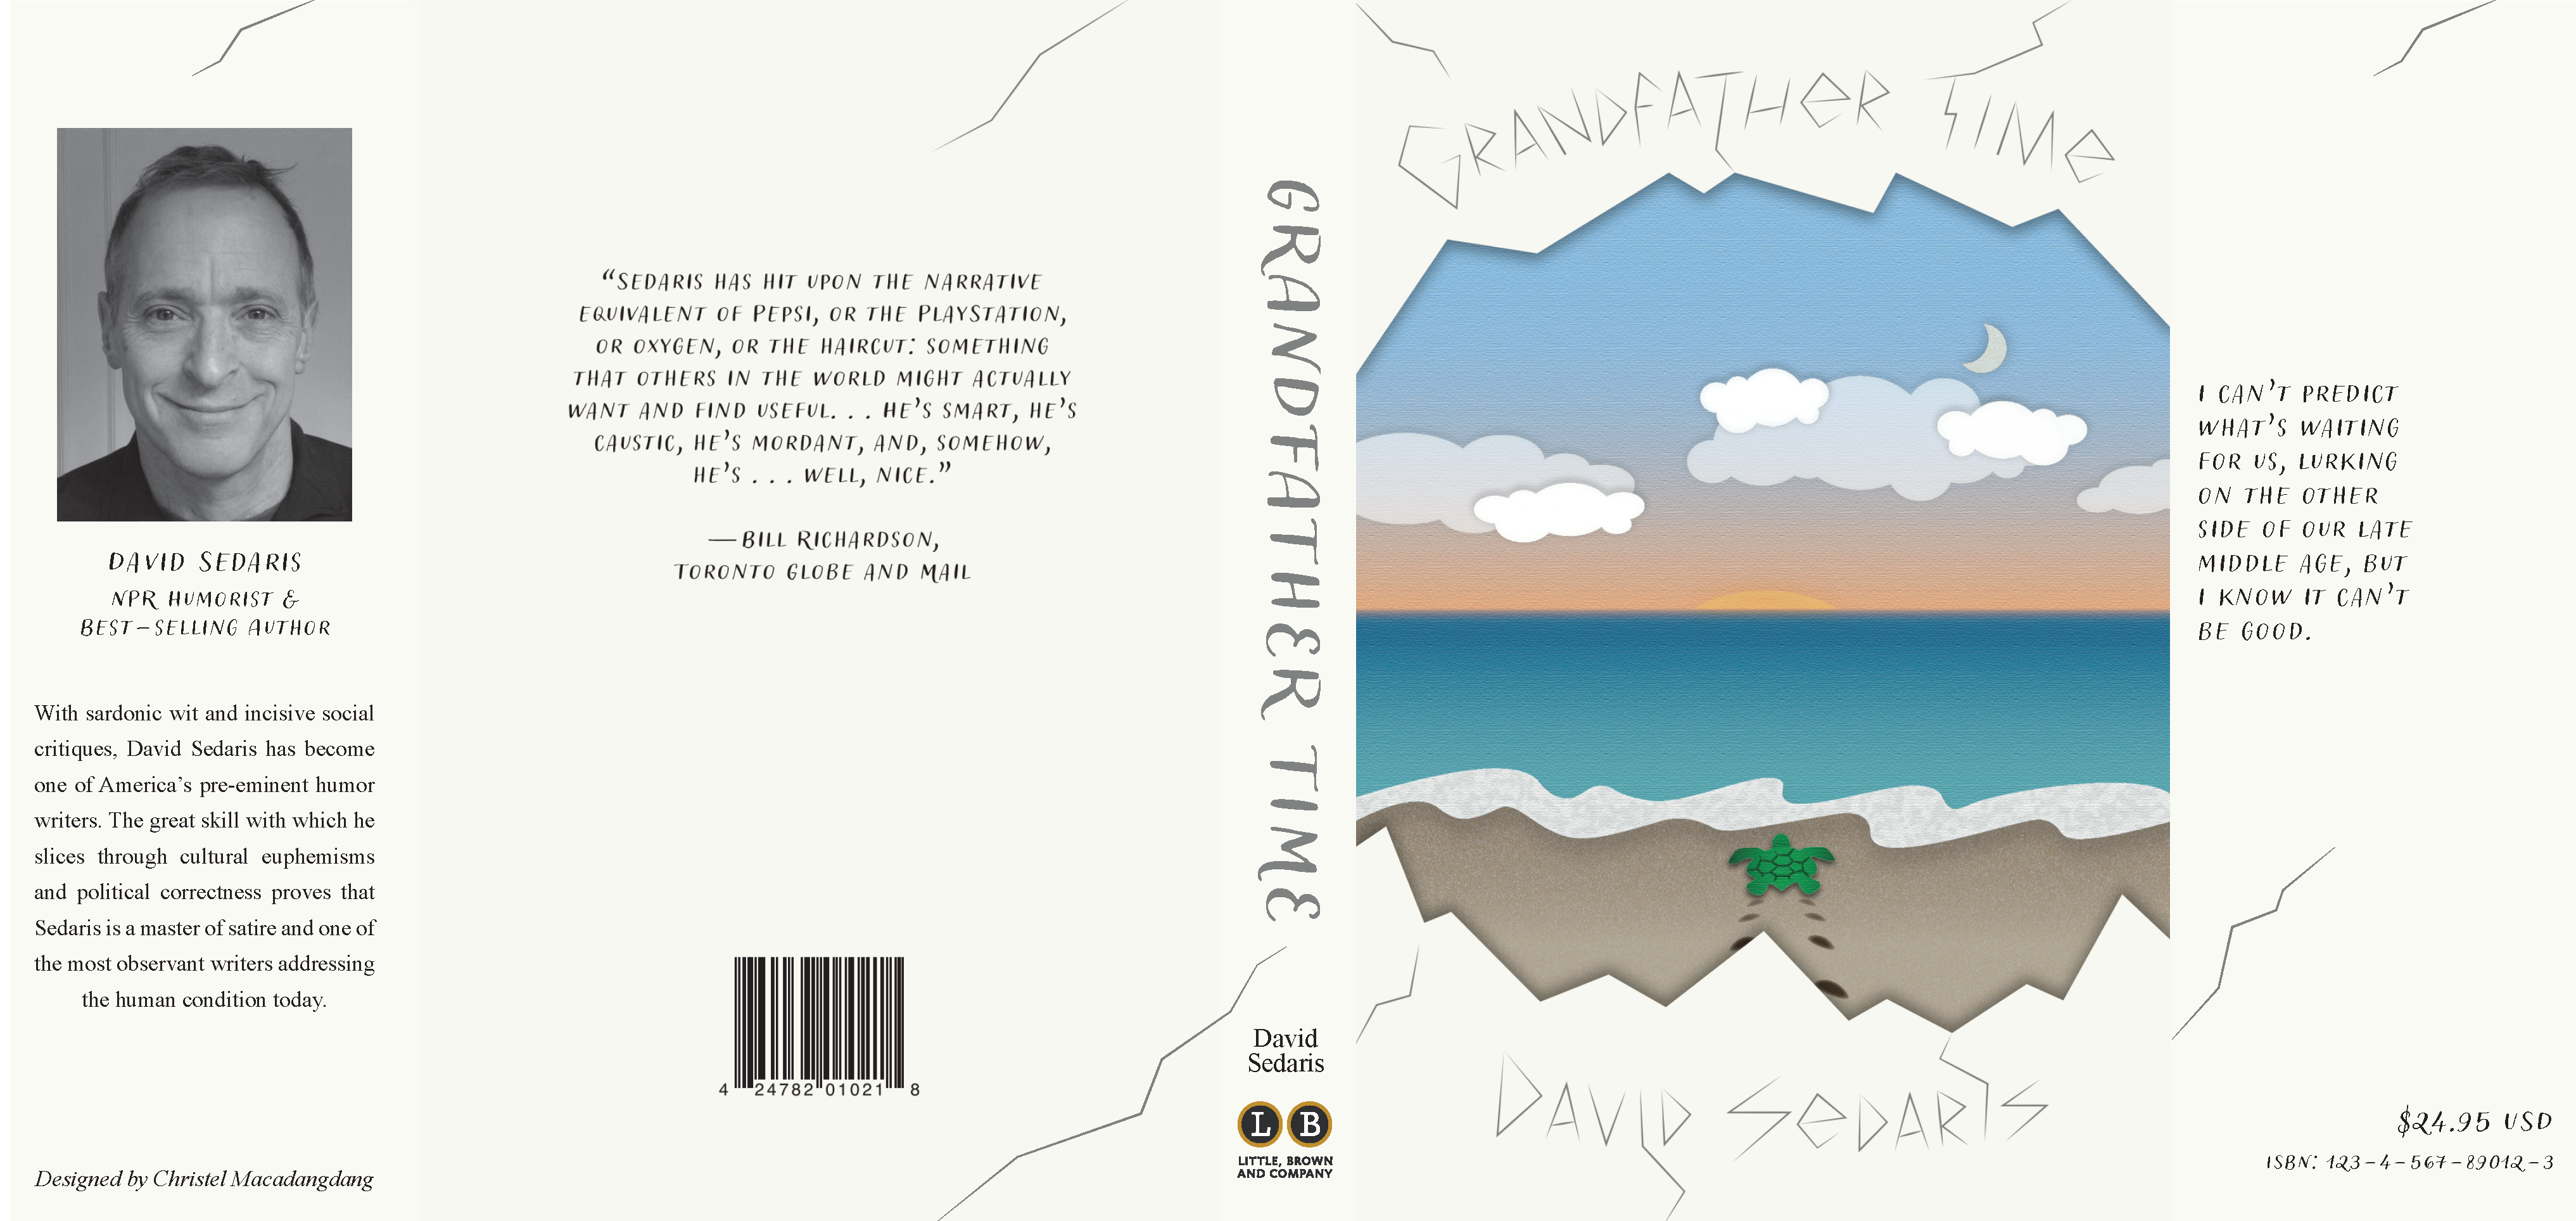 DAVID SEDARIS
NPR HUMORIST &
BEST-SELLING AUTHOR
With sardonic wit and incisive social
critiques, David Sedaris has become
one of America's pre-eminent humor
writers. The great skill with which he
slices through cultural euphemisms
and political correctness proves that
Sedaris is a master of satire and one of
the most observant writers addressing
the human condition today.
Designed by Christel Macadangdang
“SEDARIS HAS HIT UPON THE NARRATIVE
EQUIVALENT OF PEPSI, OR THE PLAYSTATION,
OR OXYGEN, OR THE HAIRCUT: SOMETHING
THAT OTHERS IN THE WORLD MIGHT ACTUALLY
WANT AND FIND USEFUL. . . HE’S SMART, HE’S
CAUSTIC, HE’S MORDANT, AND, SOMEHOW,
HE’S . . . WELL, NICE.”
—BILL RICHARDSON,
TORONTO GLOBE AND MAIL
4 24782 01021 8
GRANDFATHER TIME
David
Sedaris
L B
LITTLE, BROWN
AND COMPANY
GRANDFATHER TIME
DAVID SEDARIS
I CAN’T PREDICT
WHAT’S WAITING
FOR US, LURKING
ON THE OTHER
SIDE OF OUR LATE
MIDDLE AGE, BUT
I KNOW IT CAN’T
BE GOOD.
$24.95 USD
ISBN: 123-4-567-89012-3